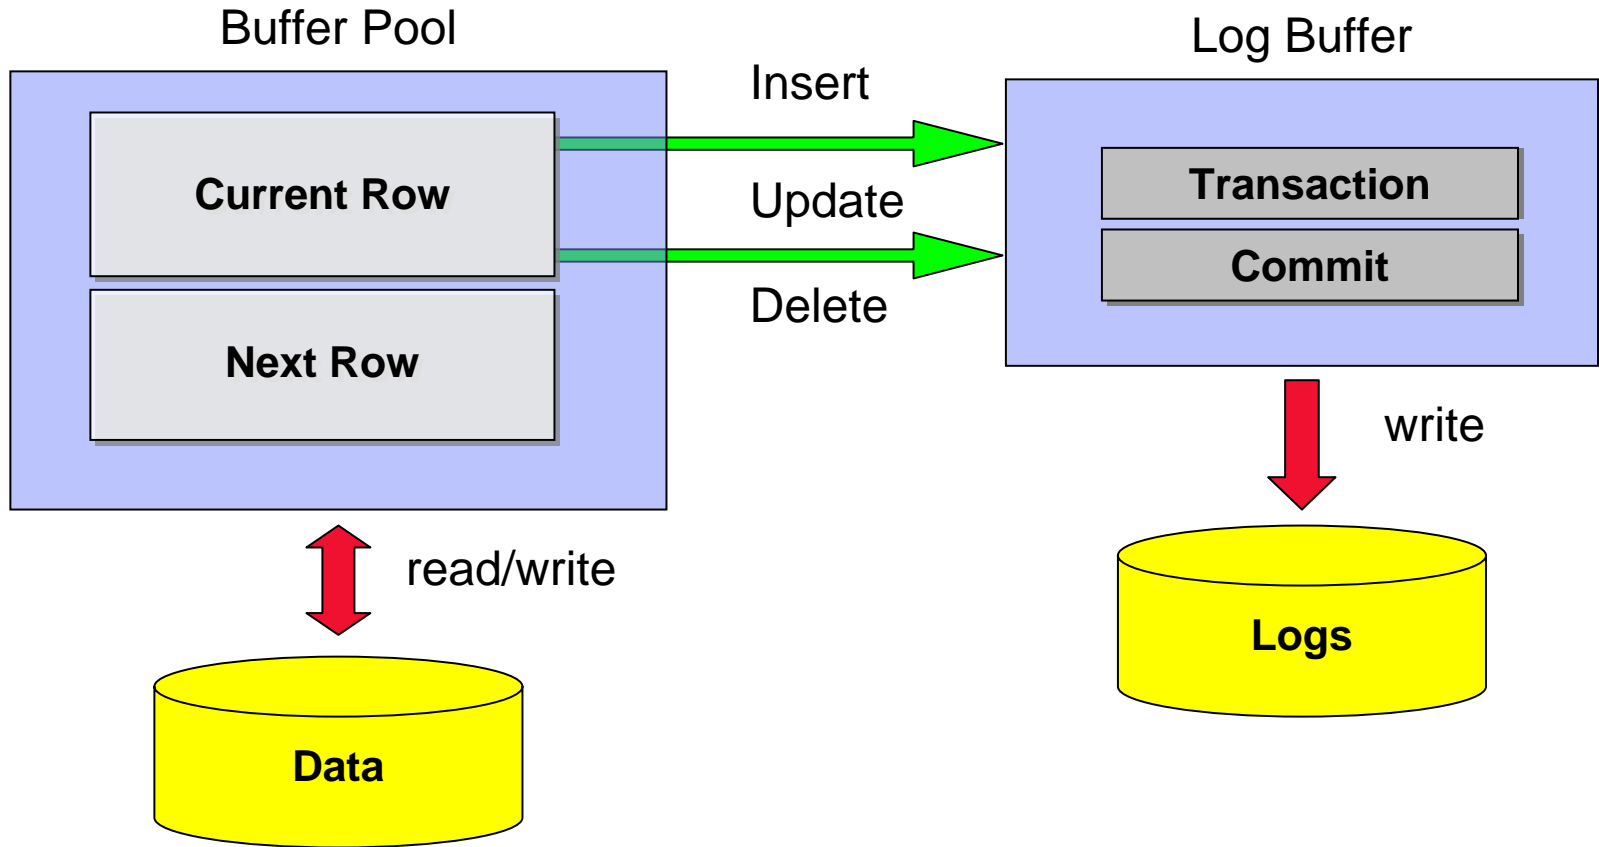 Buffer Pool
Log Buffer
Insert
Current Row
Update
Transaction
Commit
Delete
Next Row
write
read/write
Logs
Data